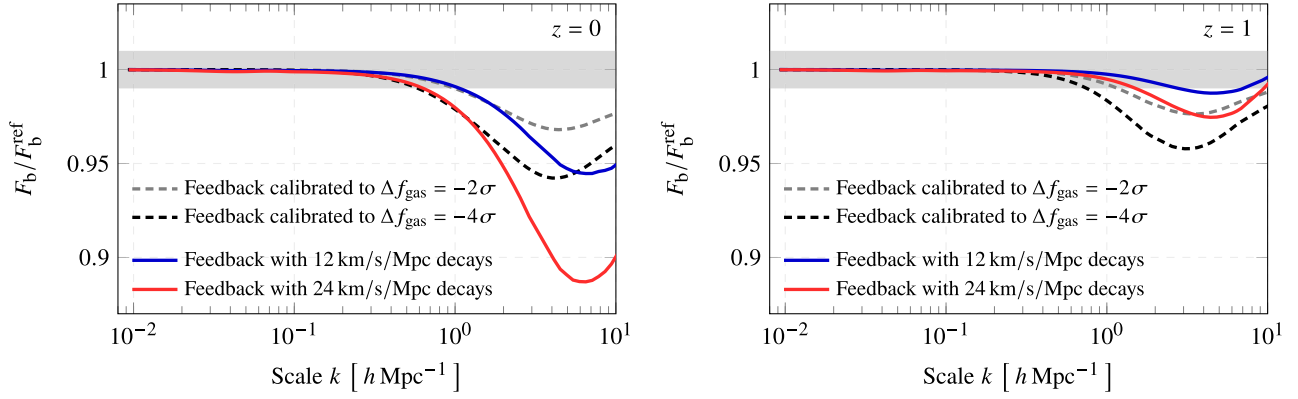 z = 0
1
0.95
0.9
F_b/F_b^ref
Feedback calibrated to Δf_gas = −2σ
Feedback calibrated to Δf_gas = −4σ
Feedback with 12 km/s/Mpc decays
Feedback with 24 km/s/Mpc decays
10^−2
10^−1
10^0
10^1
Scale k [ h Mpc^−1 ]
z = 1
1
0.95
0.9
F_b/F_b^ref
Feedback calibrated to Δf_gas = −2σ
Feedback calibrated to Δf_gas = −4σ
Feedback with 12 km/s/Mpc decays
Feedback with 24 km/s/Mpc decays
10^−2
10^−1
10^0
10^1
Scale k [ h Mpc^−1 ]